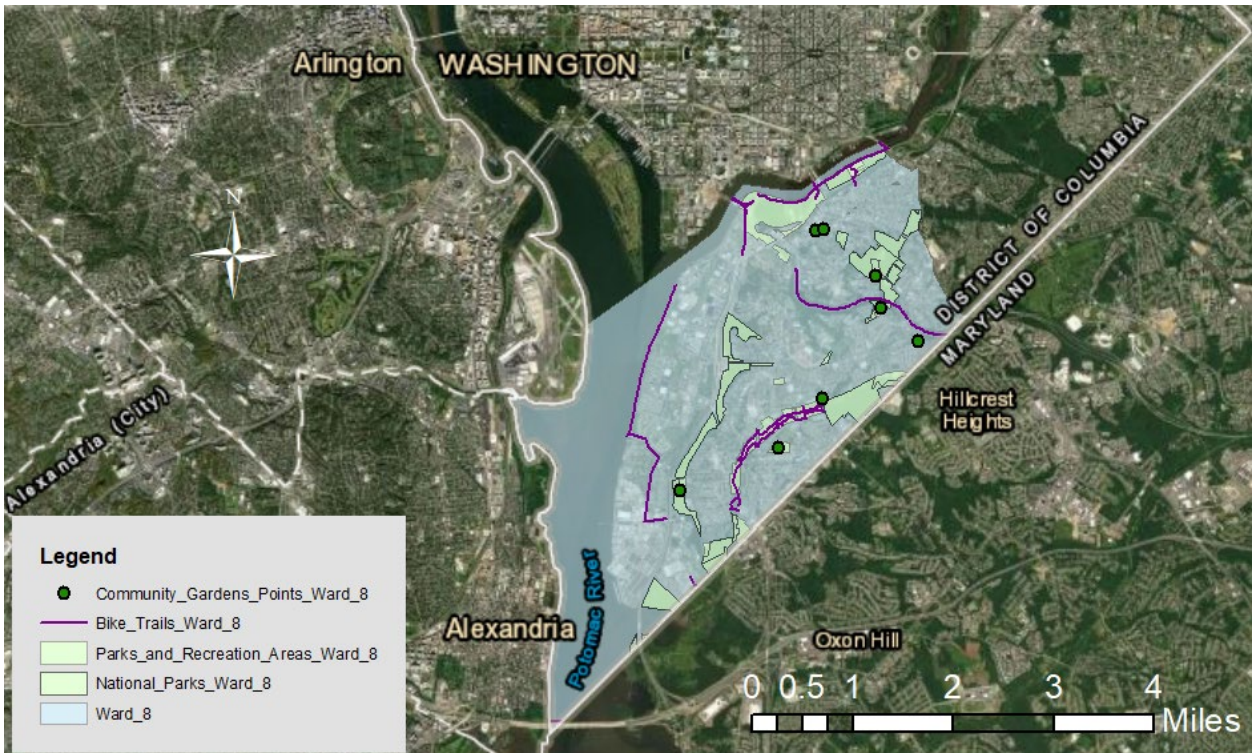 Arlington WASHINGTON
N
DISTRICT OF COLUMBIA
MARYLAND
Alexandria (City)
Hillcrest
Heights
Legend
Community_Gardens_Points_Ward_8
Bike_Trails_Ward_8
Parks_and_Recreation_Areas_Ward_8
National_Parks_Ward_8
Ward_8
Alexandria
Potomac River
Oxon Hill
0 0.5 1 2 3 4
Miles